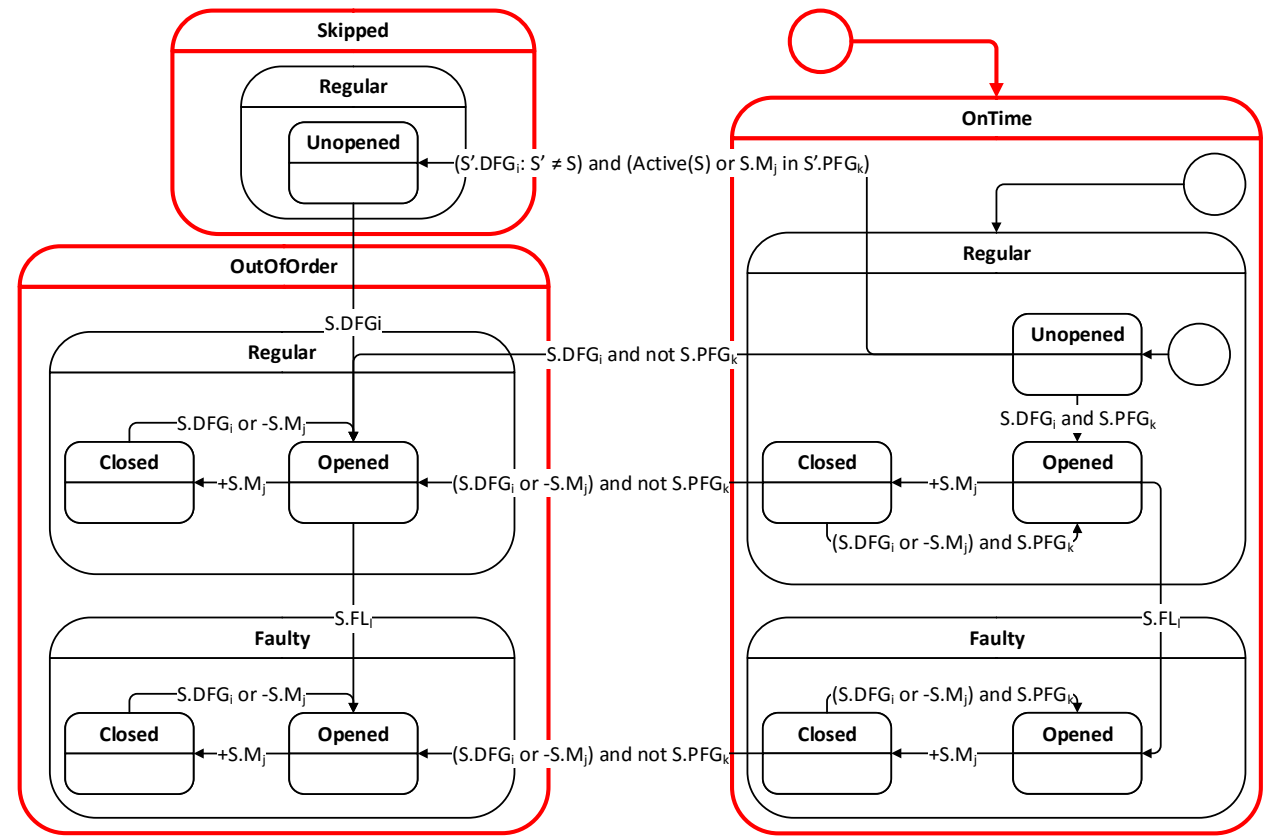 Skipped
Regular
Unopened
OnTime
(S’.DFGᵢ: S’ ≠ S) and (Active(S) or S.Mⱼ in S’.PFGₖ)
Regular
OutOfOrder
S.DFGi
Unopened
Regular
S.DFGᵢ and not S.PFGₖ
S.DFGᵢ and S.PFGₖ
S.DFGᵢ or -S.Mⱼ
Closed
+S.Mⱼ
Opened
(S.DFGᵢ or -S.Mⱼ) and not S.PFGₖ
Closed
+S.Mⱼ
Opened
(S.DFGᵢ or -S.Mⱼ) and S.PFGₖ
S.FLₗ
S.FLₗ
Faulty
Faulty
S.DFGᵢ or -S.Mⱼ
(S.DFGᵢ or -S.Mⱼ) and S.PFGₖ
Closed
+S.Mⱼ
Opened
(S.DFGᵢ or -S.Mⱼ) and not S.PFGₖ
Closed
+S.Mⱼ
Opened